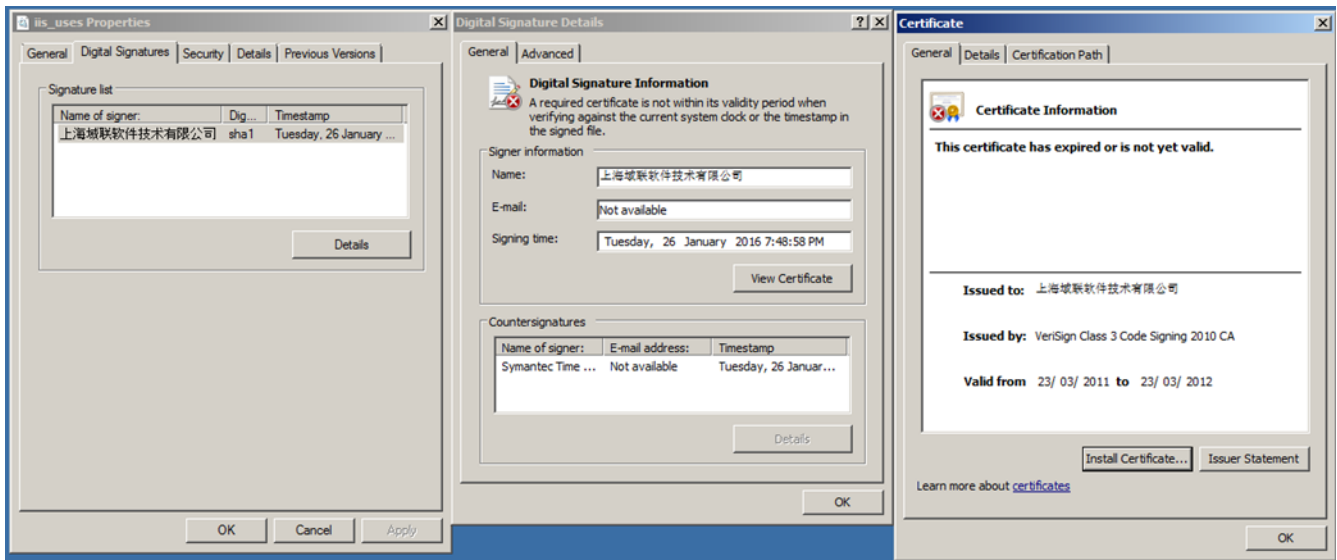 iis_uses Properties
General Digital Signatures Security Details Previous Versions
Signature list
Name of signer: Dig... Timestamp
上海域联软件技术有限公司 sha1 Tuesday, 26 January ...
Details
OK Cancel Apply
Digital Signature Details
General Advanced
Digital Signature Information
A required certificate is not within its validity period when
verifying against the current system clock or the timestamp in
the signed file.
Signer information
Name: 上海域联软件技术有限公司
E-mail: Not available
Signing time: Tuesday, 26 January 2016 7:48:58 PM
View Certificate
Countersignatures
Name of signer: E-mail address: Timestamp
Symantec Time ... Not available Tuesday, 26 Januar...
Details
OK
Certificate
General Details Certification Path
Certificate Information
This certificate has expired or is not yet valid.
Issued to: 上海域联软件技术有限公司
Issued by: VeriSign Class 3 Code Signing 2010 CA
Valid from 23/ 03/ 2011 to 23/ 03/ 2012
Install Certificate... Issuer Statement
Learn more about certificates
OK